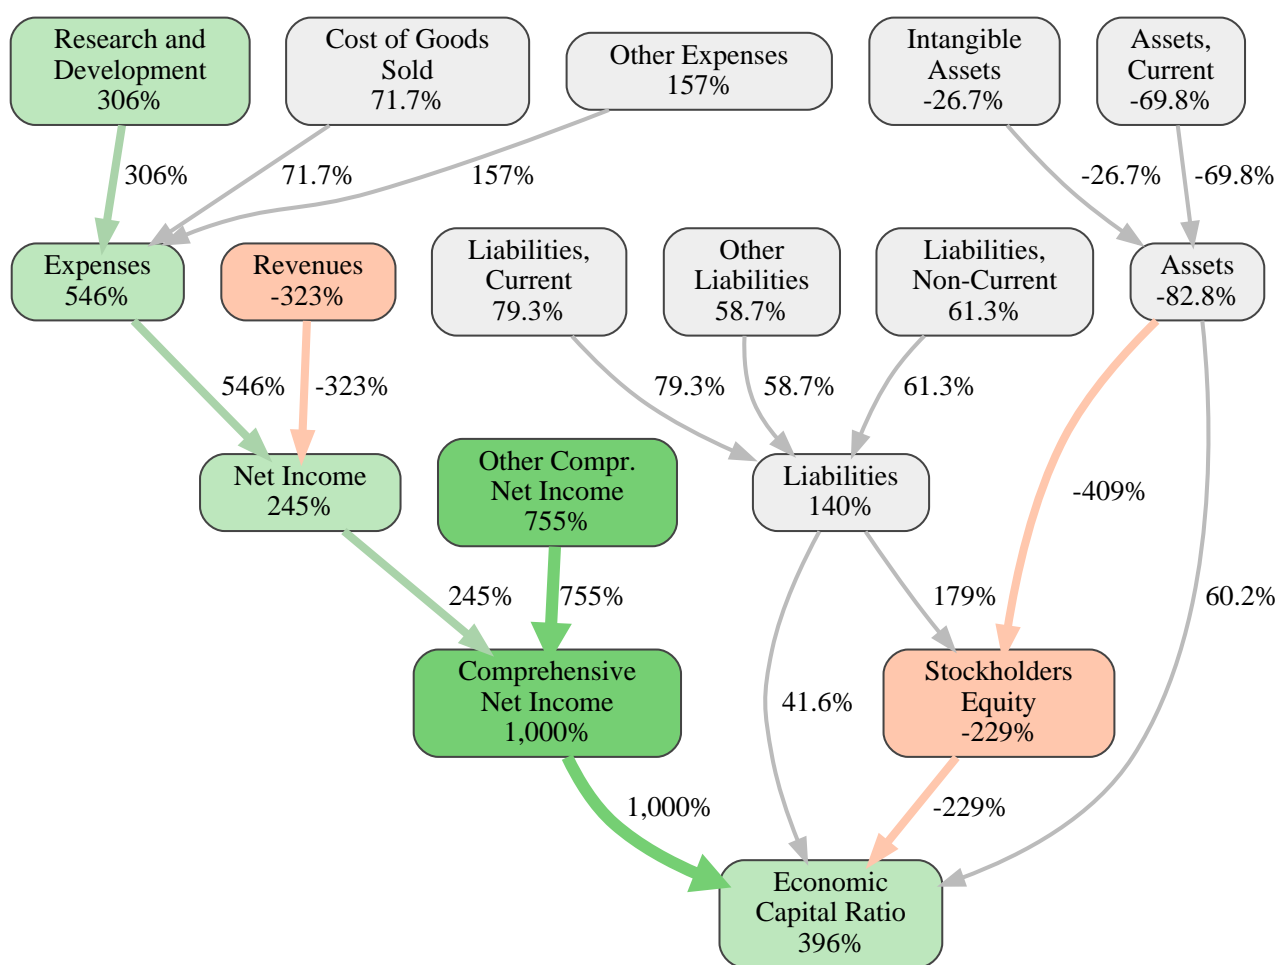 Research and
Development
306%
Cost of Goods
Sold
71.7%
Other Expenses
157%
Intangible
Assets
-26.7%
Assets,
Current
-69.8%
306%
71.7%
157%
-26.7%
-69.8%
Expenses
546%
Revenues
-323%
Liabilities,
Current
79.3%
Other
Liabilities
58.7%
Liabilities,
Non-Current
61.3%
Assets
-82.8%
546%
-323%
79.3%
58.7%
61.3%
Net Income
245%
Other Compr.
Net Income
755%
Liabilities
140%
-409%
245%
755%
179%
60.2%
Comprehensive
Net Income
1,000%
41.6%
Stockholders
Equity
-229%
1,000%
-229%
Economic
Capital Ratio
396%